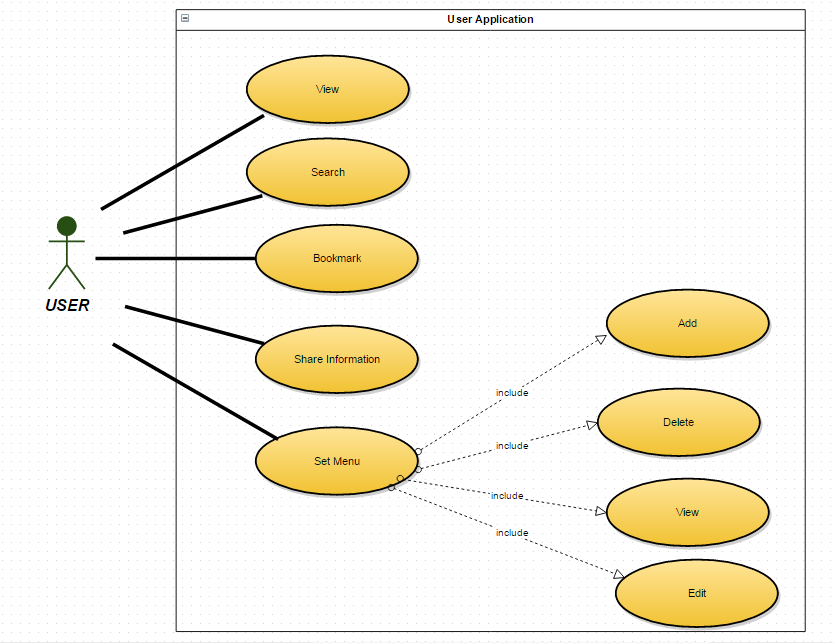 User Application
View
Search
Bookmark
USER
Share Information
Set Menu
include
include
include
include
Add
Delete
View
Edit